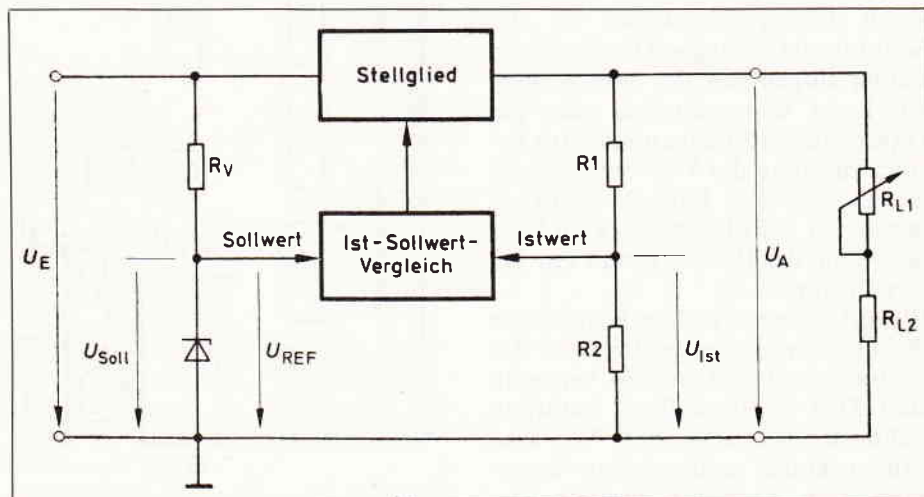 Stellglied
R_V
R1
R_L1
Sollwert
Ist-Sollwert-
Vergleich
Istwert
U_E
U_A
U_Soll
U_REF
R2
U_Ist
R_L2